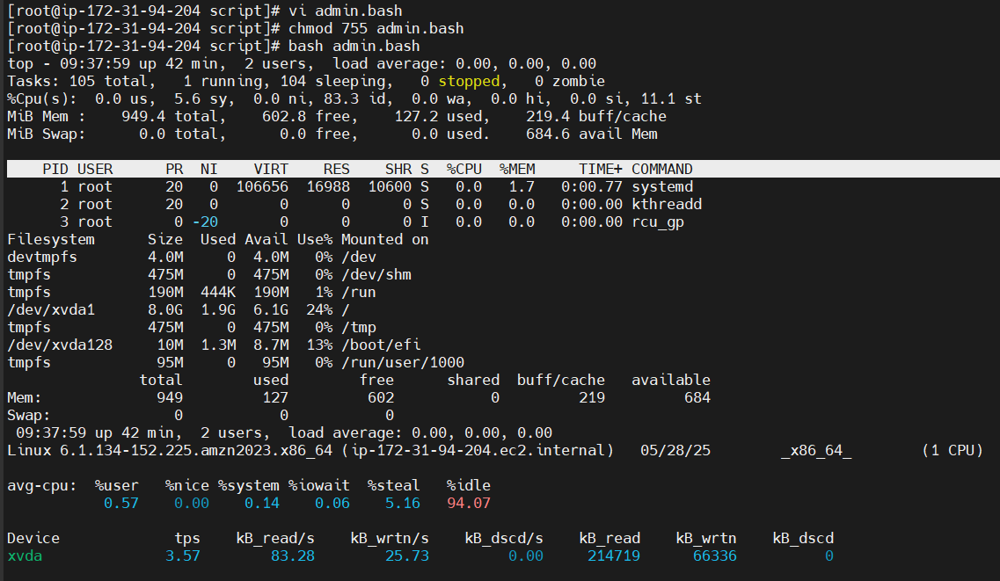 [root@ip-172-31-94-204 script]# vi admin.bash
[root@ip-172-31-94-204 script]# chmod 755 admin.bash
[root@ip-172-31-94-204 script]# bash admin.bash
top - 09:37:59 up 42 min,  2 users,  load average: 0.00, 0.00, 0.00
Tasks: 105 total,   1 running, 104 sleeping,   0 stopped,   0 zombie
%Cpu(s):  0.0 us,  5.6 sy,  0.0 ni, 83.3 id,  0.0 wa,  0.0 hi,  0.0 si, 11.1 st
MiB Mem :    949.4 total,    602.8 free,    127.2 used,    219.4 buff/cache
MiB Swap:      0.0 total,      0.0 free,      0.0 used.    684.6 avail Mem

    PID USER      PR  NI    VIRT    RES    SHR S  %CPU  %MEM     TIME+ COMMAND
      1 root      20   0  106656  16988  10600 S   0.0   1.7   0:00.77 systemd
      2 root      20   0       0      0      0 S   0.0   0.0   0:00.00 kthreadd
      3 root       0 -20       0      0      0 I   0.0   0.0   0:00.00 rcu_gp
Filesystem      Size  Used Avail Use% Mounted on
devtmpfs        4.0M     0  4.0M   0% /dev
tmpfs           475M     0  475M   0% /dev/shm
tmpfs           190M  444K  190M   1% /run
/dev/xvda1      8.0G  1.9G  6.1G  24% /
tmpfs           475M     0  475M   0% /tmp
/dev/xvda128     10M  1.3M  8.7M  13% /boot/efi
tmpfs            95M     0   95M   0% /run/user/1000
               total        used        free      shared  buff/cache   available
Mem:             949         127         602           0         219         684
Swap:              0           0           0
 09:37:59 up 42 min,  2 users,  load average: 0.00, 0.00, 0.00
Linux 6.1.134-152.225.amzn2023.x86_64 (ip-172-31-94-204.ec2.internal)   05/28/25        _x86_64_        (1 CPU)

avg-cpu:  %user   %nice %system %iowait  %steal   %idle
           0.57    0.00    0.14    0.06    5.16   94.07

Device             tps    kB_read/s    kB_wrtn/s    kB_dscd/s    kB_read    kB_wrtn    kB_dscd
xvda              3.57        83.28        25.73         0.00     214719      66336          0